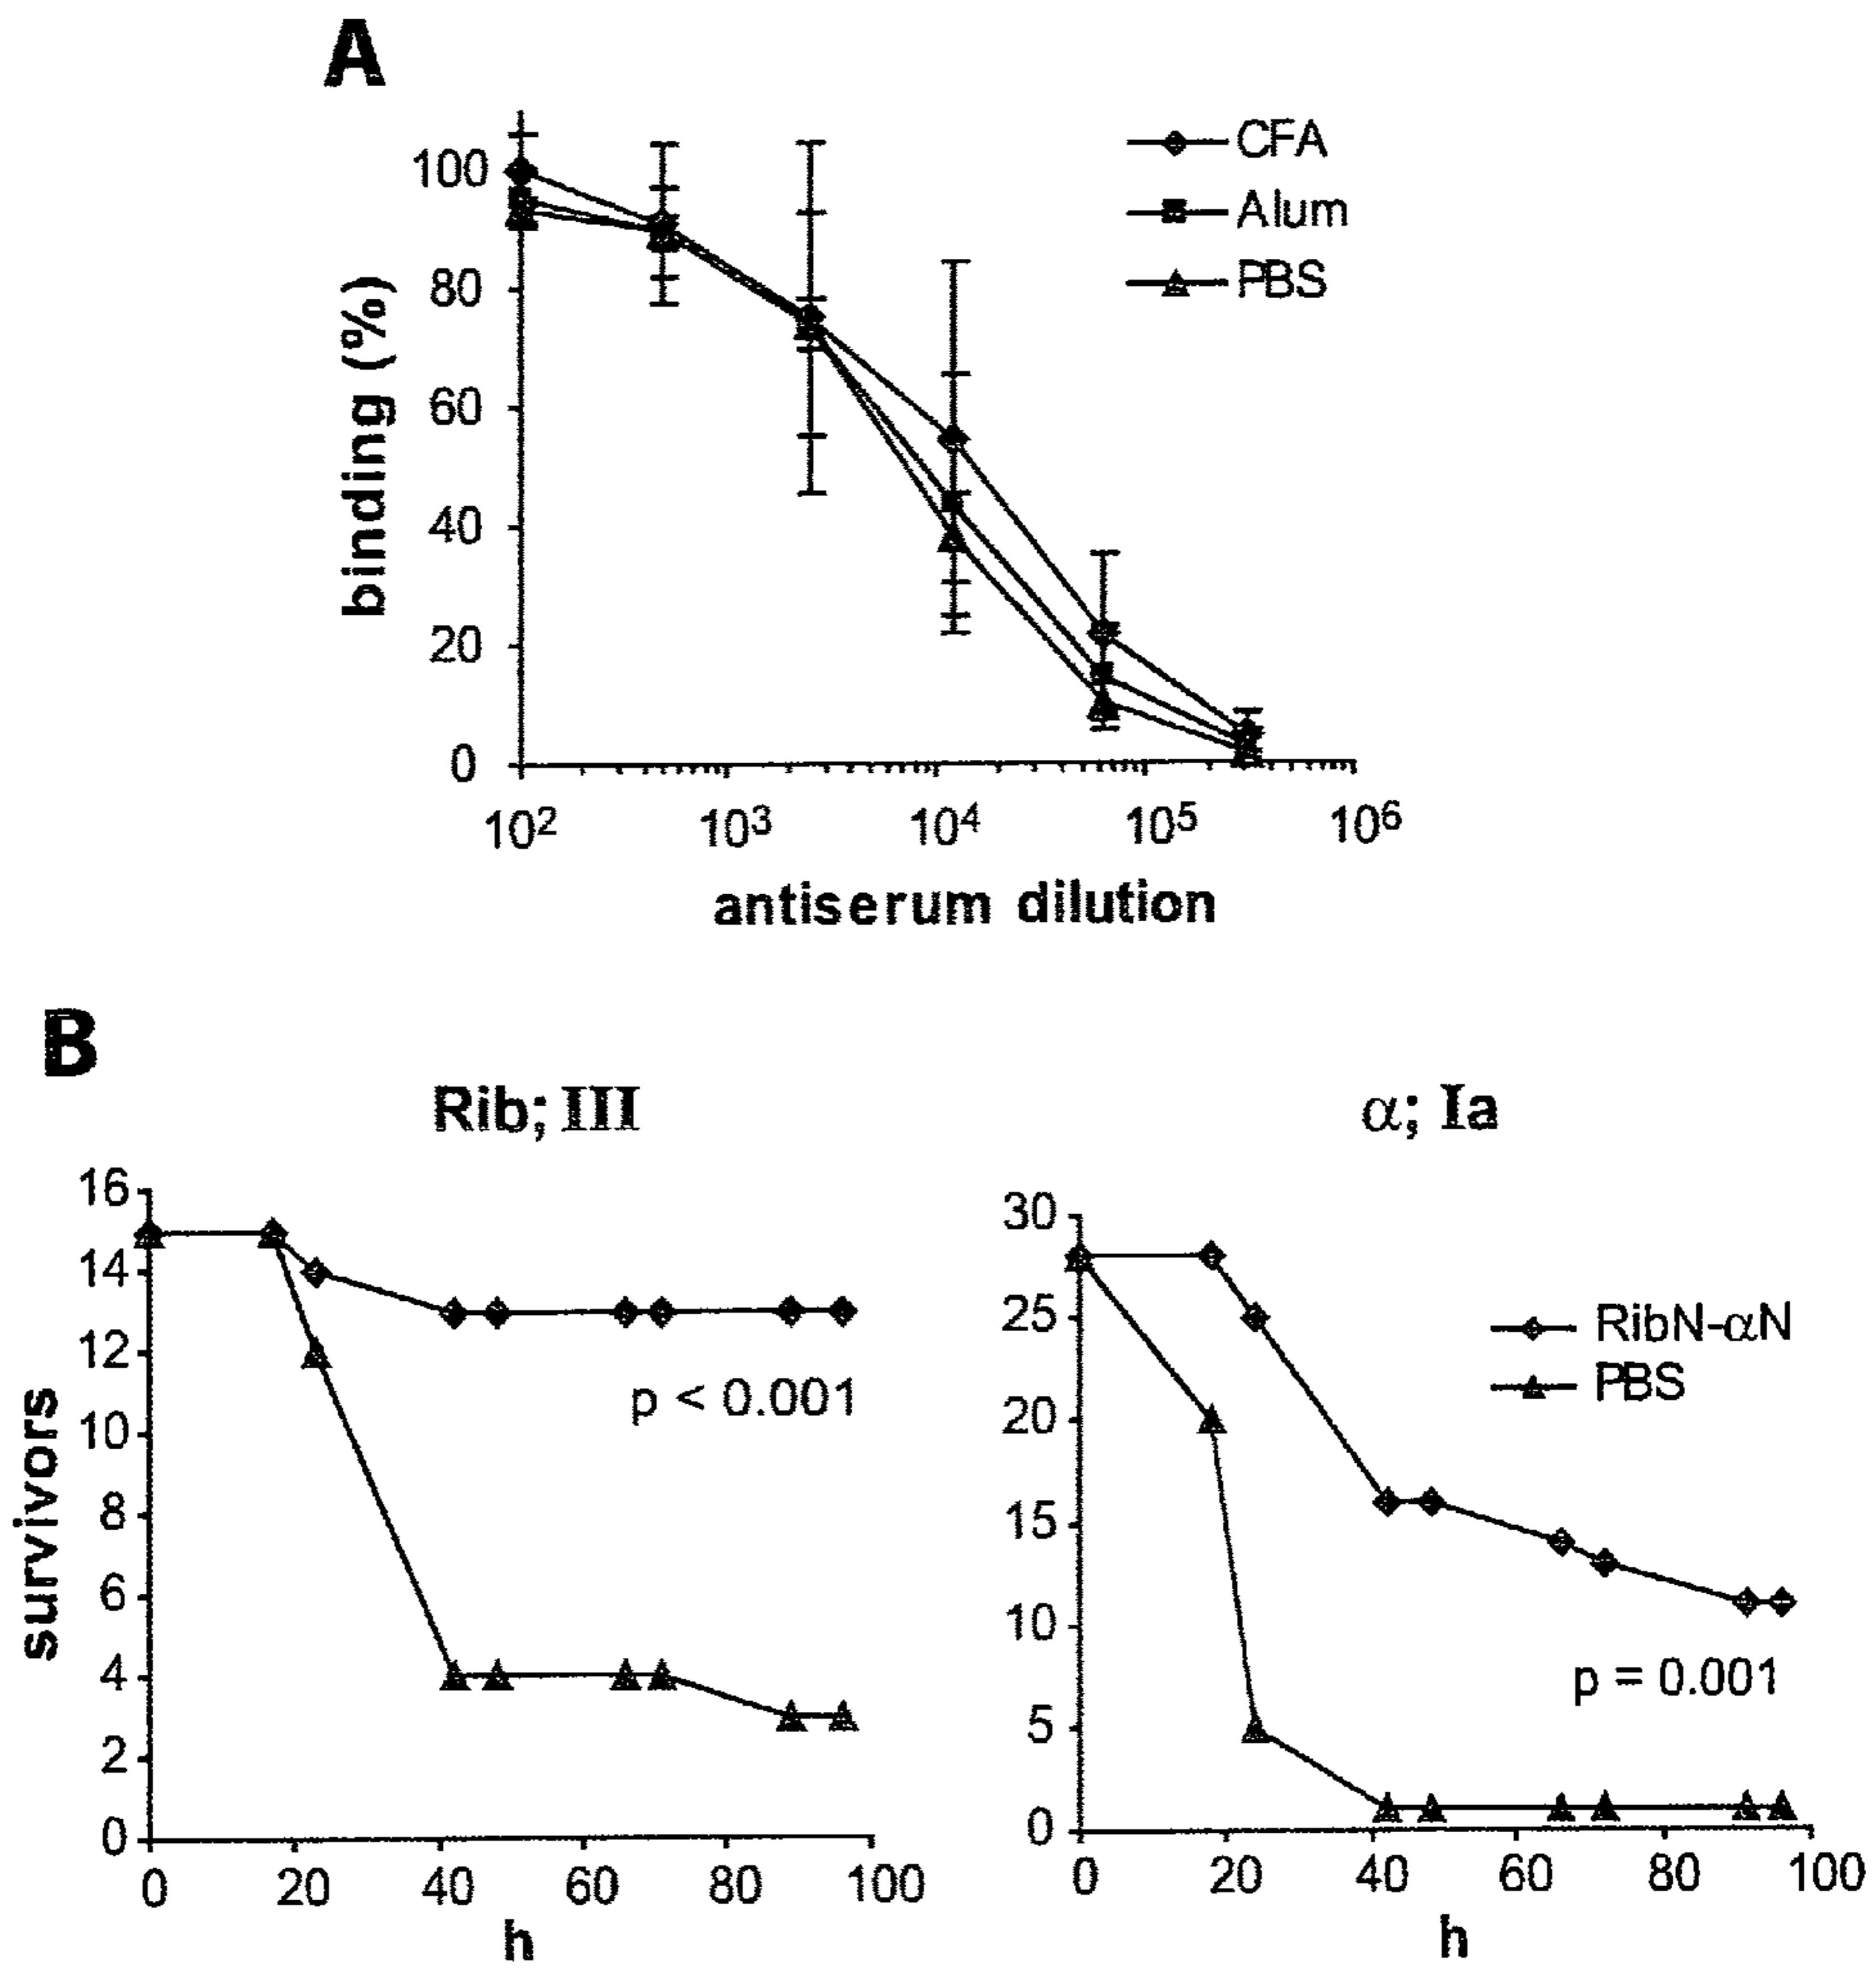 A
CFA
Alum
PBS
100
80
60
40
20
0
binding (%)
10² 10³ 10⁴ 10⁵ 10⁶
antiserum dilution
B
Rib; III
16
14
12
10
8
6
4
2
0
survivors
p < 0.001
0 20 40 60 80 100
h
α; Ia
30
25
20
15
10
5
0
RibN-αN
PBS
p = 0.001
0 20 40 60 80 100
h